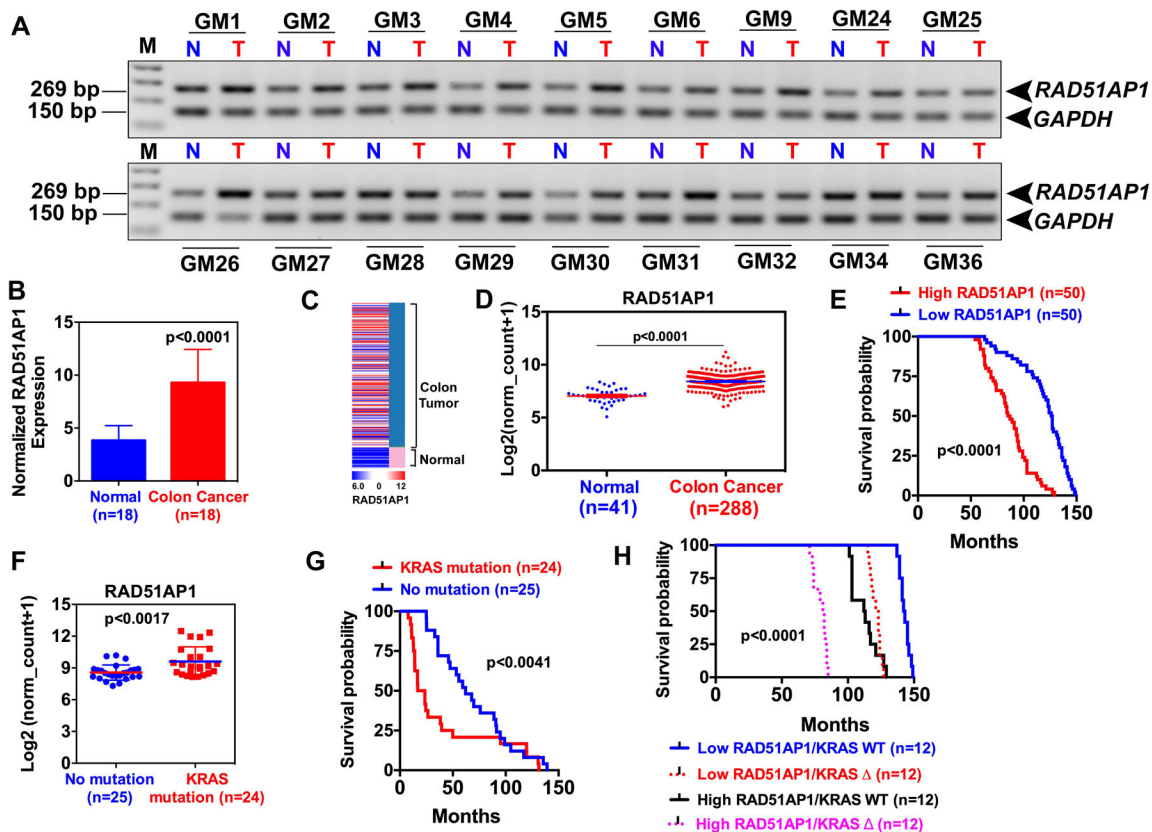 A
GM1 GM2 GM3 GM4 GM5 GM6 GM9 GM24 GM25
M N T N T N T N T N T N T N T N T N T
269 bp RAD51AP1
150 bp GAPDH
M N T N T N T N T N T N T N T N T N T
269 bp RAD51AP1
150 bp GAPDH
GM26 GM27 GM28 GM29 GM30 GM31 GM32 GM34 GM36
B
Normalized RAD51AP1
Expression
15
10
5
0
p<0.0001
Normal
(n=18)
Colon Cancer
(n=18)
C
Colon
Tumor
Normal
6.0 0 12
RAD51AP1
D
RAD51AP1
Log2(norm_count+1)
15
10
5
0
p<0.0001
Normal
(n=41)
Colon Cancer
(n=288)
E
High RAD51AP1 (n=50)
Low RAD51AP1 (n=50)
Survival probability
100
75
50
25
0
p<0.0001
0 50 100 150
Months
F
RAD51AP1
Log2 (norm_count+1)
15
12
9
6
3
0
p<0.0017
No mutation
(n=25)
KRAS
mutation (n=24)
G
KRAS mutation (n=24)
No mutation (n=25)
Survival probability
100
75
50
25
0
p<0.0041
0 50 100 150
Months
H
Survival probability
100
75
50
25
0
p<0.0001
0 50 100 150
Months
Low RAD51AP1/KRAS WT (n=12)
Low RAD51AP1/KRAS Δ (n=12)
High RAD51AP1/KRAS WT (n=12)
High RAD51AP1/KRAS Δ (n=12)